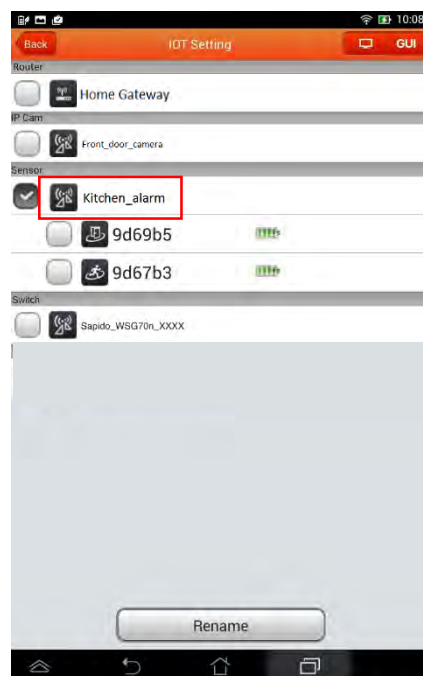 10:08
Back IOT Setting GUI
Router
Home Gateway
IP Cam
Front_door_camera
Sensor
Kitchen_alarm
9d69b5
9d67b3
Switch
Sapido_WSG70n_XXXX
Rename